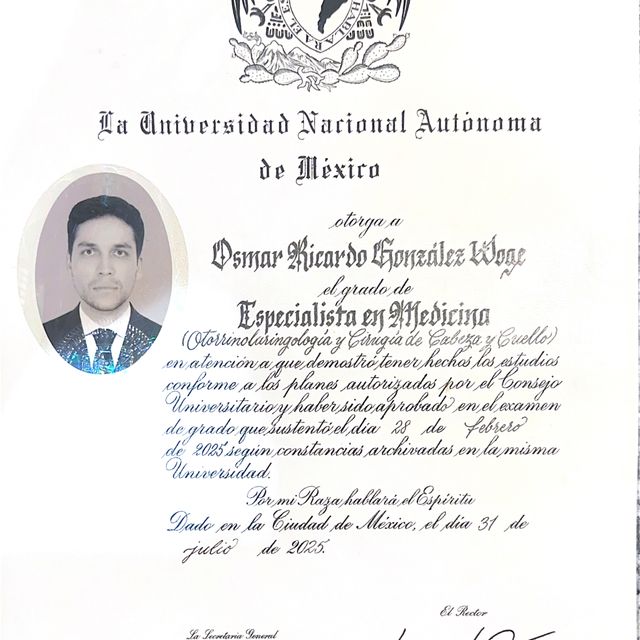 HABLARA EL ES
La Universidad Nacional Autónoma
de México
otorga a
Osmar Ricardo González Woge
el grado de
Especialista en Medicina
(Otorrinolaringología y Cirugía de Cabeza y Cuello)
en atención a que demostró tener hechos los estudios
conforme a los planes autorizados por el Consejo
Universitario y haber sido aprobado en el examen
de grado que sustentó el día 28 de febrero
de 2025 según constancias archivadas en la misma
Universidad.
Por mi Raza hablará el Espíritu
Dado en la Ciudad de México, el día 31 de
julio de 2025.
El Rector
La Secretaria General